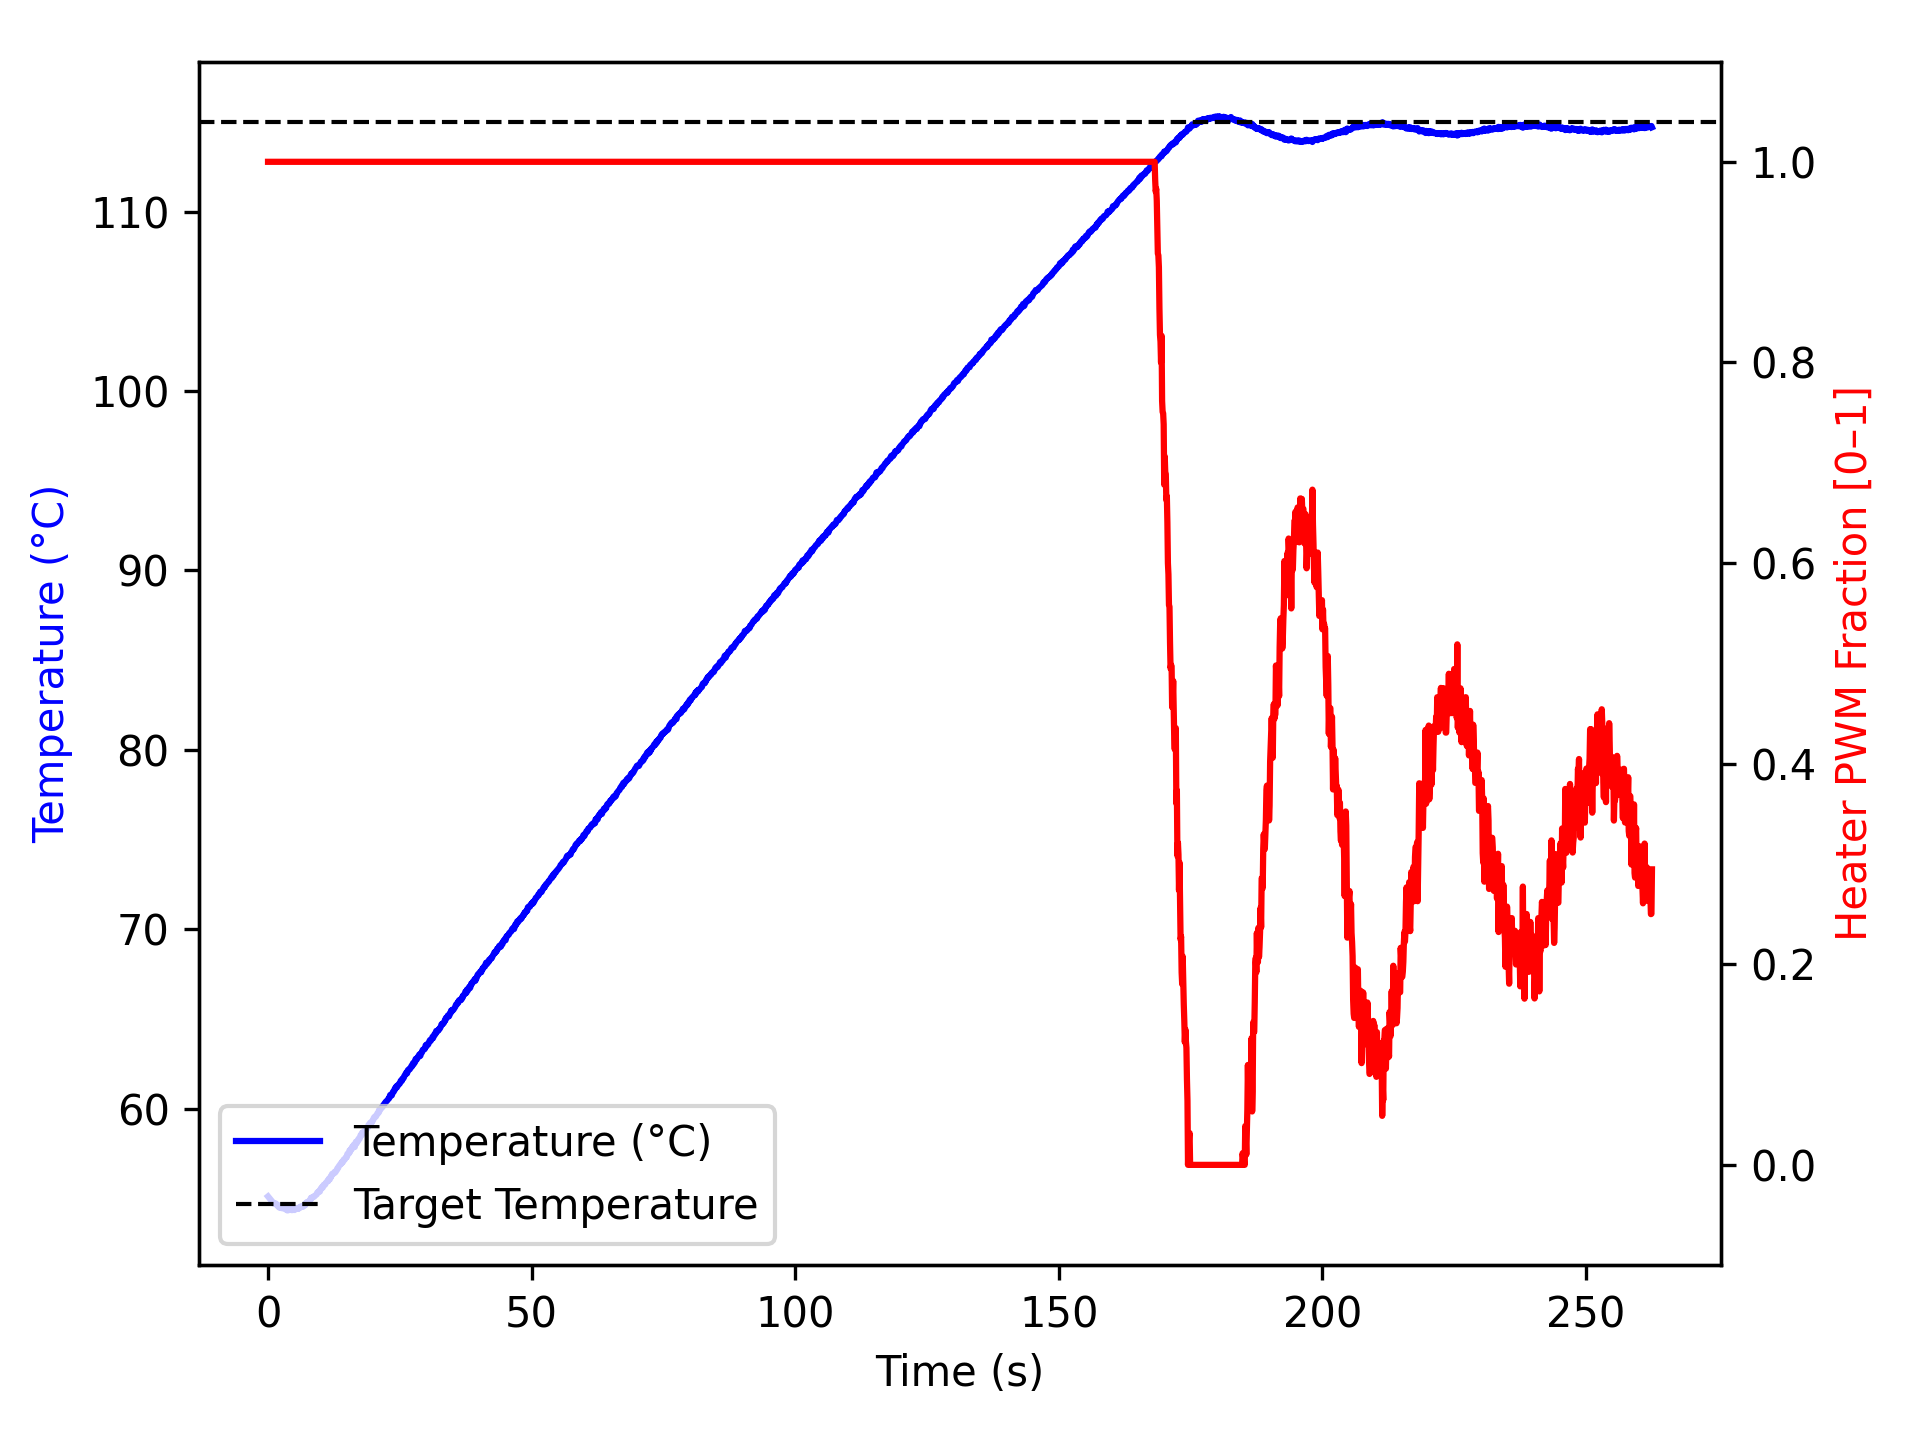 110
100
90
80
70
60
Temperature (°C)
1.0
0.8
0.6
0.4
0.2
0.0
Heater PWM Fraction [0–1]
Temperature (°C)
Target Temperature
0 50 100 150 200 250
Time (s)